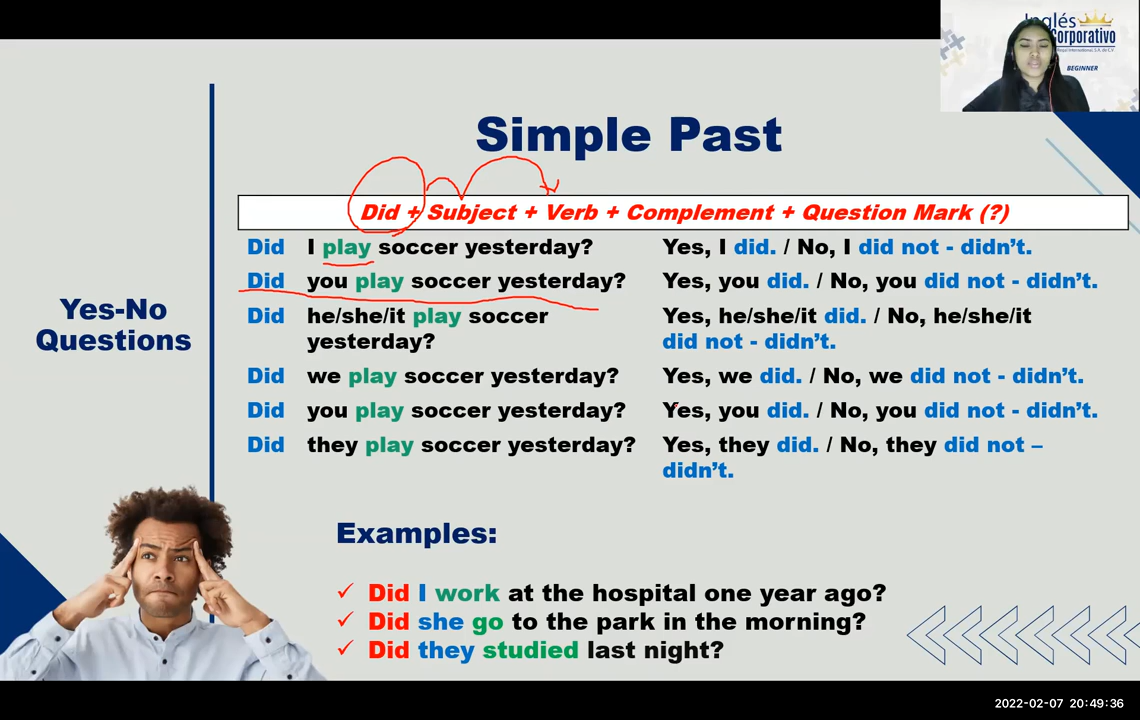 Inglés
Corporativo
BEGINNER
Simple Past
Did + Subject + Verb + Complement + Question Mark (?)
Yes-No
Questions
Did I play soccer yesterday? Yes, I did. / No, I did not - didn't.
Did you play soccer yesterday? Yes, you did. / No, you did not - didn't.
Did he/she/it play soccer yesterday? Yes, he/she/it did. / No, he/she/it did not - didn't.
Did we play soccer yesterday? Yes, we did. / No, we did not - didn't.
Did you play soccer yesterday? Yes, you did. / No, you did not - didn't.
Did they play soccer yesterday? Yes, they did. / No, they did not – didn't.
Examples:
✓ Did I work at the hospital one year ago?
✓ Did she go to the park in the morning?
✓ Did they studied last night?
2022-02-07 20:49:36